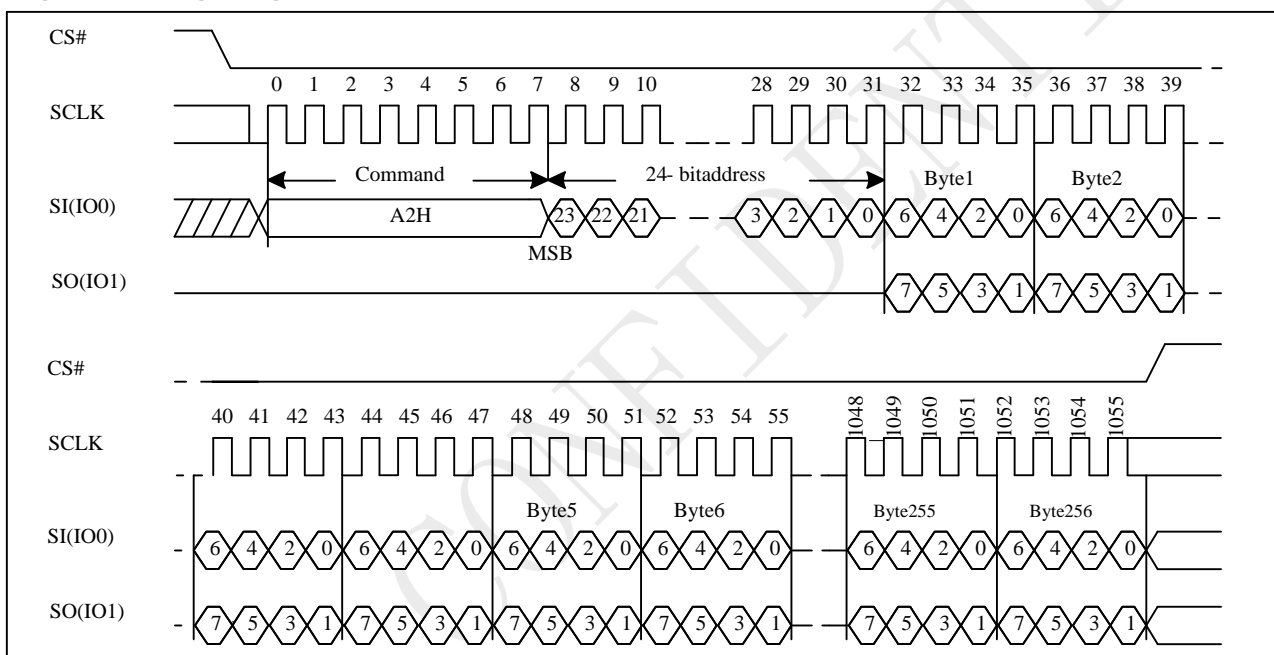 CS#
0 1 2 3 4 5 6 7 8 9 10 28 29 30 31 32 33 34 35 36 37 38 39
SCLK
Command 24- bitaddress Byte1 Byte2
SI(IO0) A2H 23 22 21 3 2 1 0 6 4 2 0 6 4 2 0
MSB
SO(IO1) 7 5 3 1 7 5 3 1
CS#
40 41 42 43 44 45 46 47 48 49 50 51 52 53 54 55 1048 1049 1050 1051 1052 1053 1054 1055
SCLK
Byte5 Byte6 Byte255 Byte256
SI(IO0) 6 4 2 0 6 4 2 0 6 4 2 0 6 4 2 0 6 4 2 0 6 4 2 0
SO(IO1) 7 5 3 1 7 5 3 1 7 5 3 1 7 5 3 1 7 5 3 1 7 5 3 1